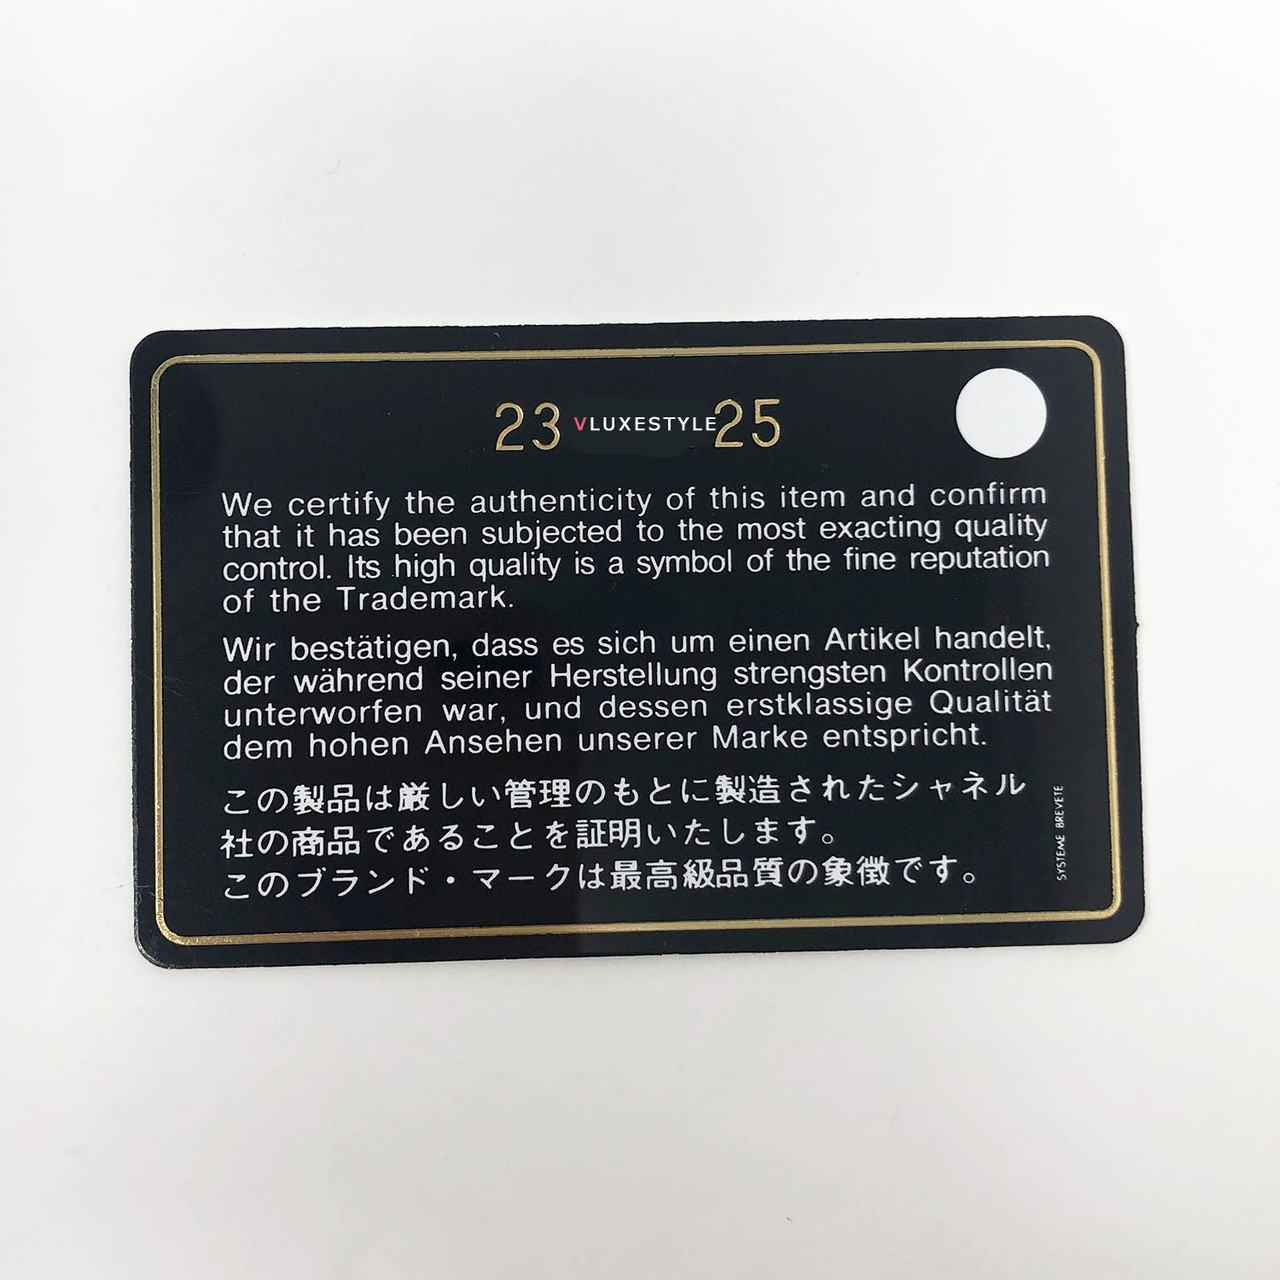 23 VLUXESTYLE 25
We certify the authenticity of this item and confirm
that it has been subjected to the most exacting quality
control. Its high quality is a symbol of the fine reputation
of the Trademark.
Wir bestätigen, dass es sich um einen Artikel handelt,
der während seiner Herstellung strengsten Kontrollen
unterworfen war, und dessen erstklassige Qualität
dem hohen Ansehen unserer Marke entspricht.
この製品は厳しい管理のもとに製造されたシャネル
社の商品であることを証明いたします。
このブランド・マークは最高級品質の象徴です。
SYSTEME BREVETE